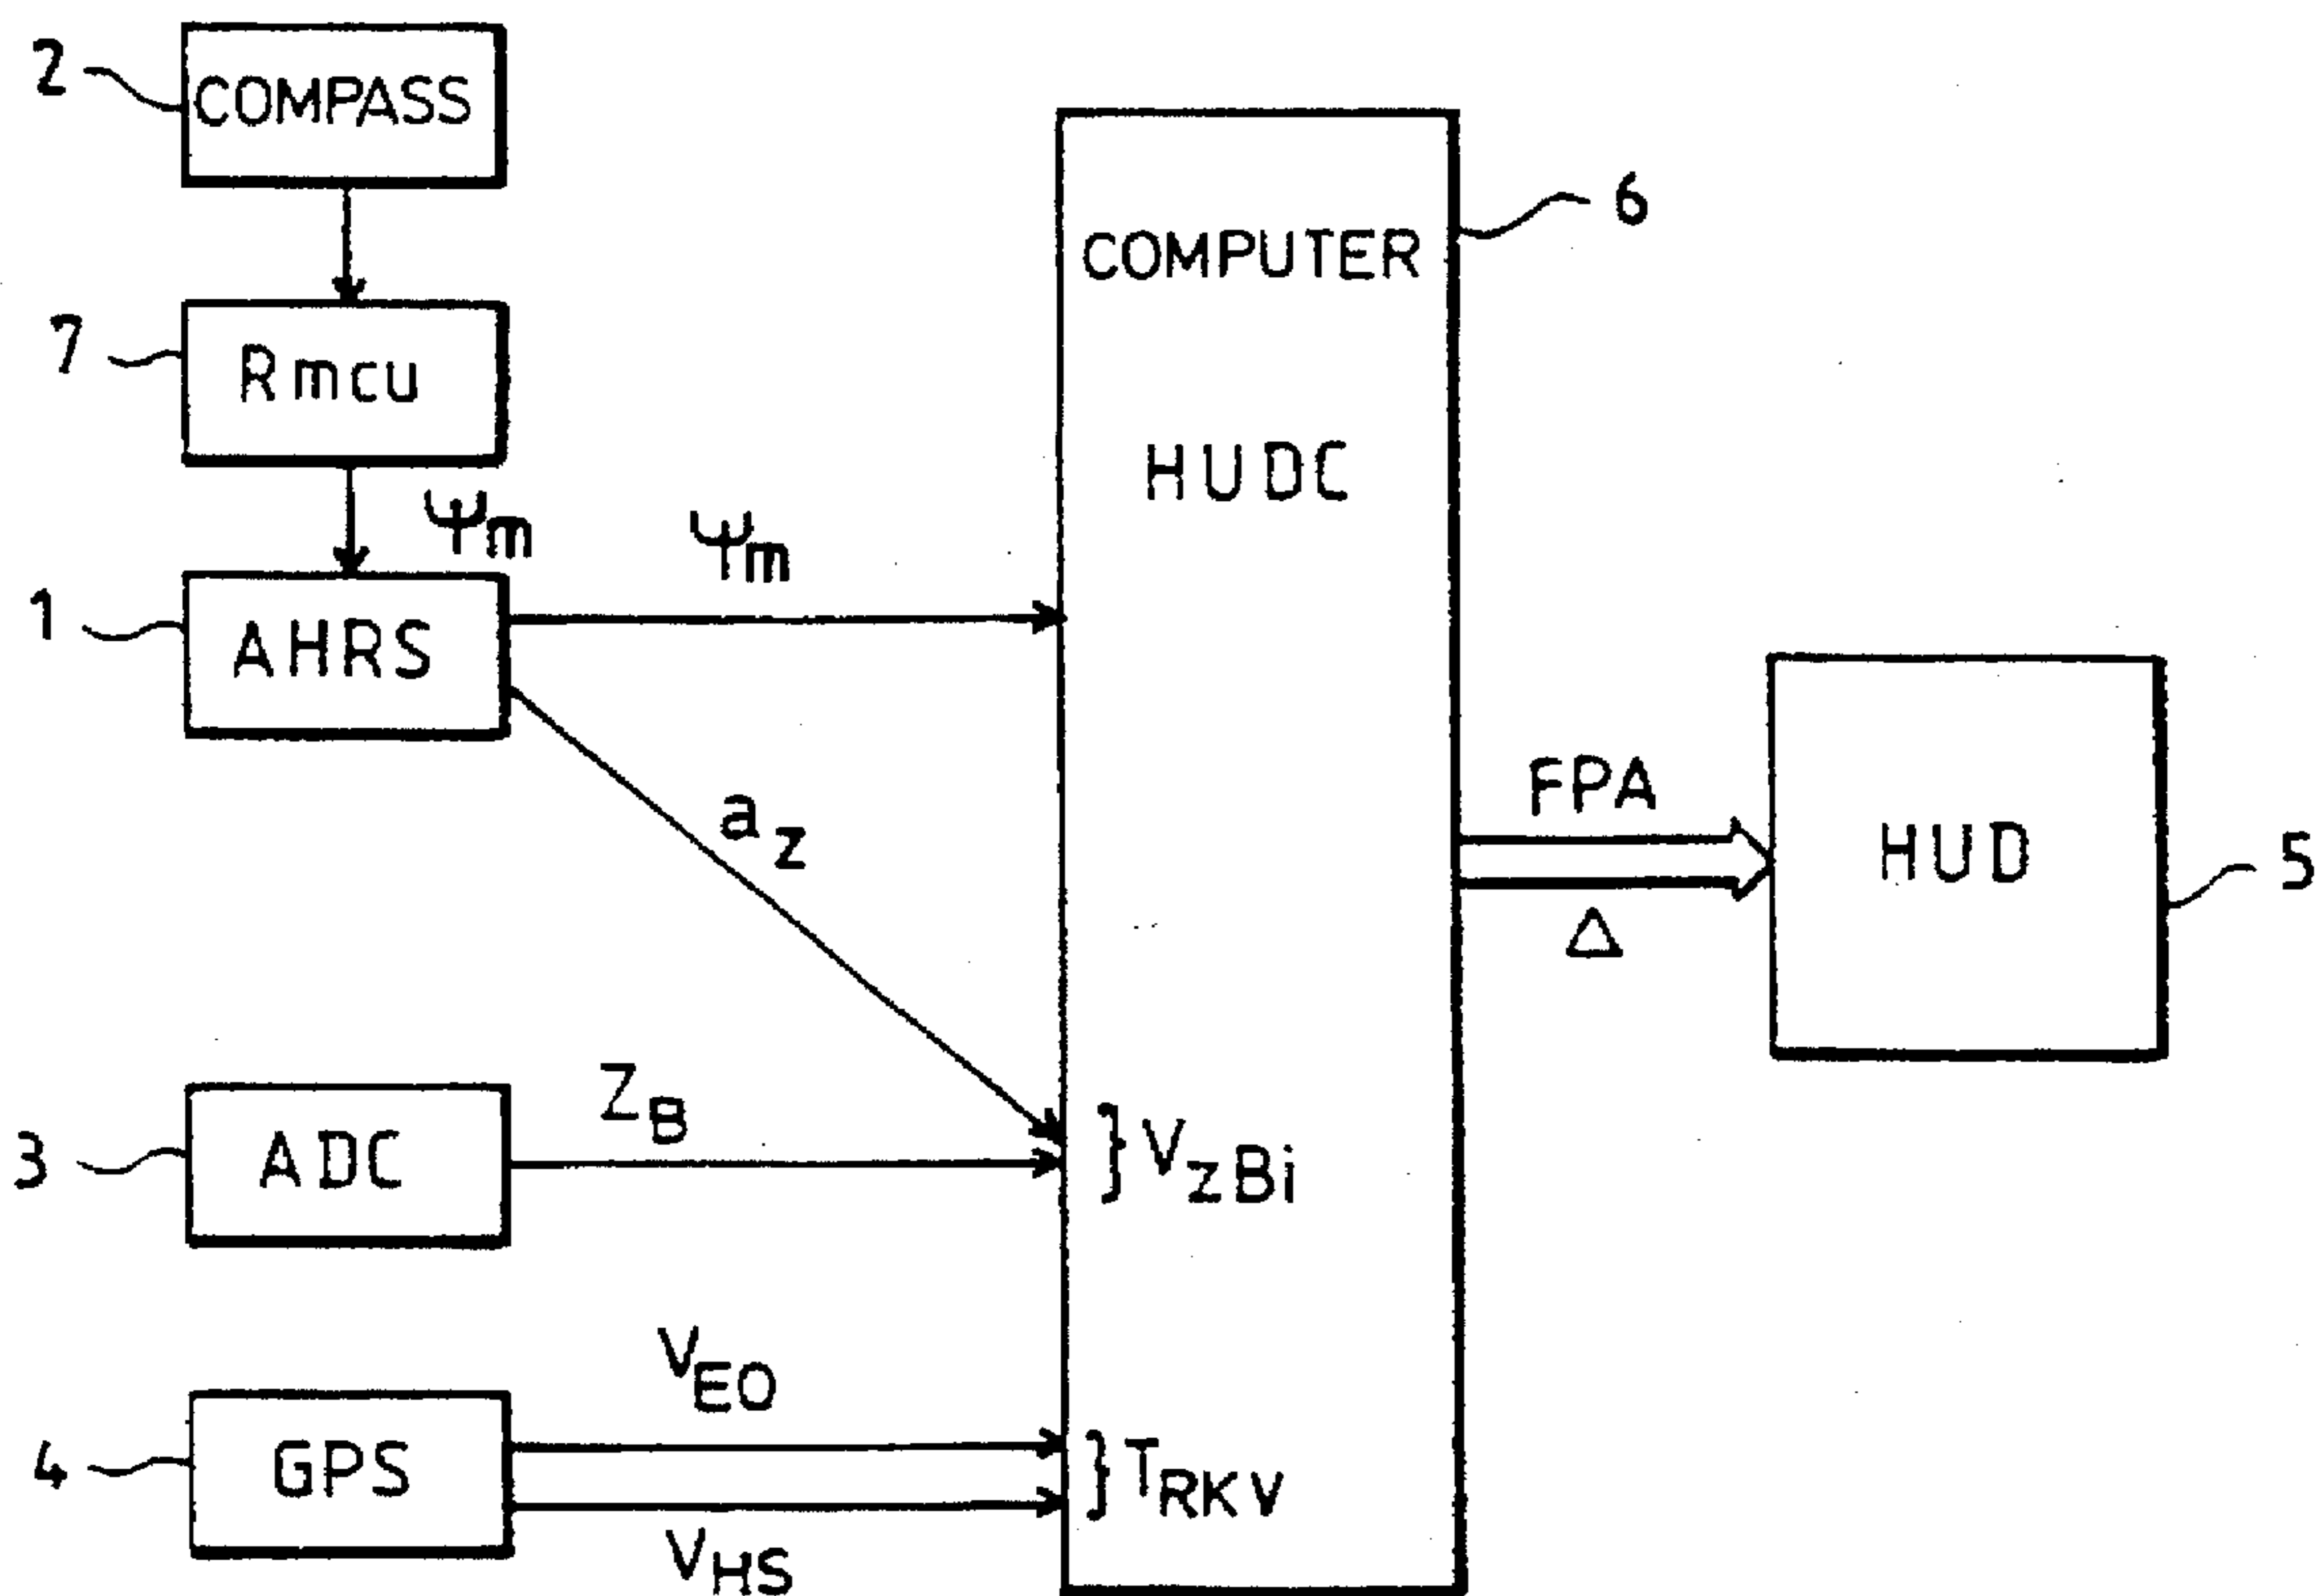 2
COMPASS
7
Rmcu
Ψm
1
AHRS
Ψm
az
3
ADC
ZB
4
GPS
VEO
VHS
COMPUTER
HUDC
6
} VzBi
} TRKV
FPA
Δ
HUD
5